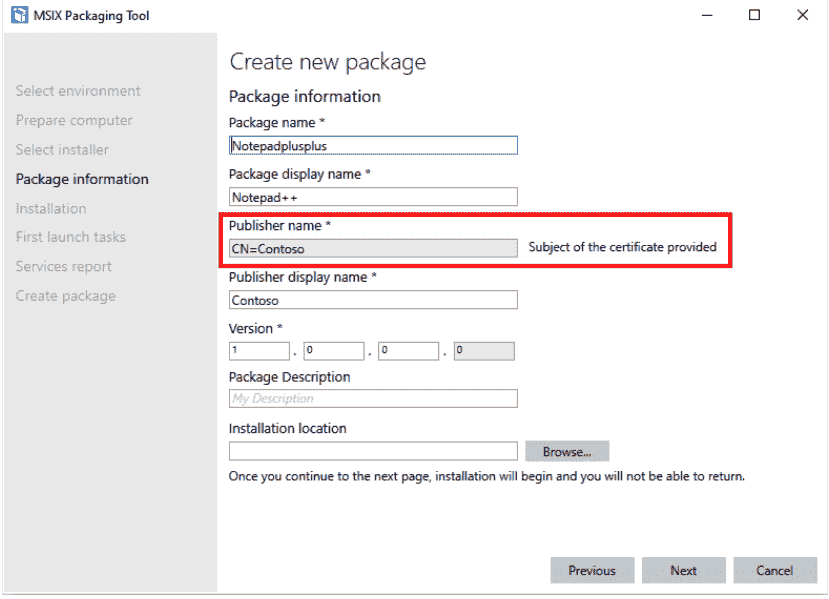 MSIX Packaging Tool
Create new package
Select environment
Prepare computer
Select installer
Package information
Installation
First launch tasks
Services report
Create package
Package information
Package name *
Notepadplusplus
Package display name *
Notepad++
Publisher name *
CN=Contoso Subject of the certificate provided
Publisher display name *
Contoso
Version *
1 . 0 . 0 . 0
Package Description
My Description
Installation location
Browse...
Once you continue to the next page, installation will begin and you will not be able to return.
Previous Next Cancel